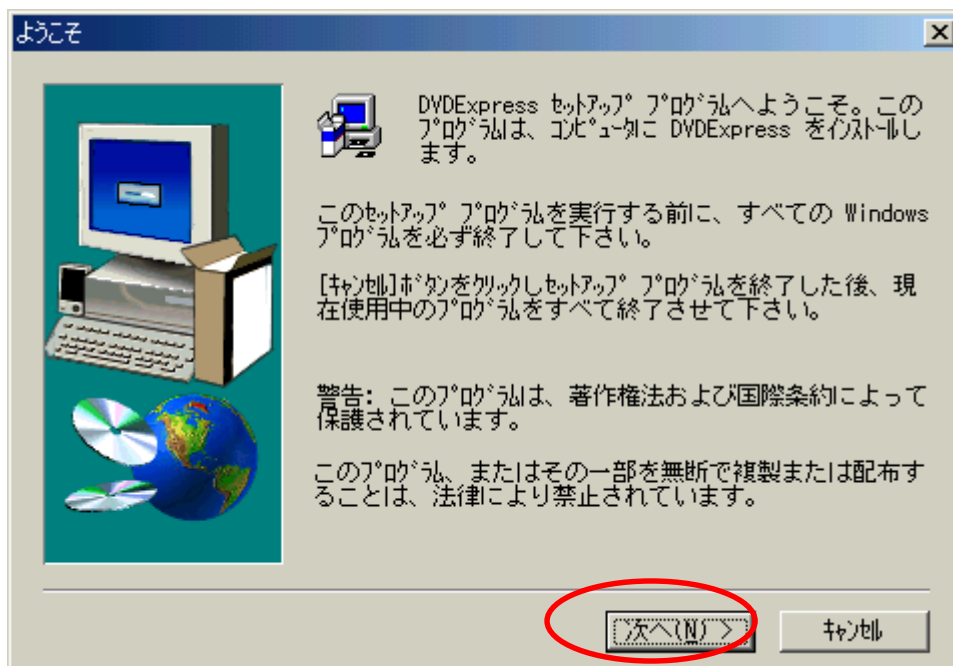 ようこそ
DVDExpress ｾｯﾄｱｯﾌﾟ ﾌﾟﾛｸﾞﾗﾑへようこそ。この
ﾌﾟﾛｸﾞﾗﾑは、ｺﾝﾋﾟｭｰﾀに DVDExpress をｲﾝｽﾄｰﾙし
ます。
このｾｯﾄｱｯﾌﾟ ﾌﾟﾛｸﾞﾗﾑを実行する前に、すべての Windows
ﾌﾟﾛｸﾞﾗﾑを必ず終了して下さい。
[ｷｬﾝｾﾙ]ﾎﾞﾀﾝをｸﾘｯｸしｾｯﾄｱｯﾌﾟ ﾌﾟﾛｸﾞﾗﾑを終了した後、現
在使用中のﾌﾟﾛｸﾞﾗﾑをすべて終了させて下さい。
警告: このﾌﾟﾛｸﾞﾗﾑは、著作権法および国際条約によって
保護されています。
このﾌﾟﾛｸﾞﾗﾑ、またはその一部を無断で複製または配布す
ることは、法律により禁止されています。
次へ(N) >
ｷｬﾝｾﾙ